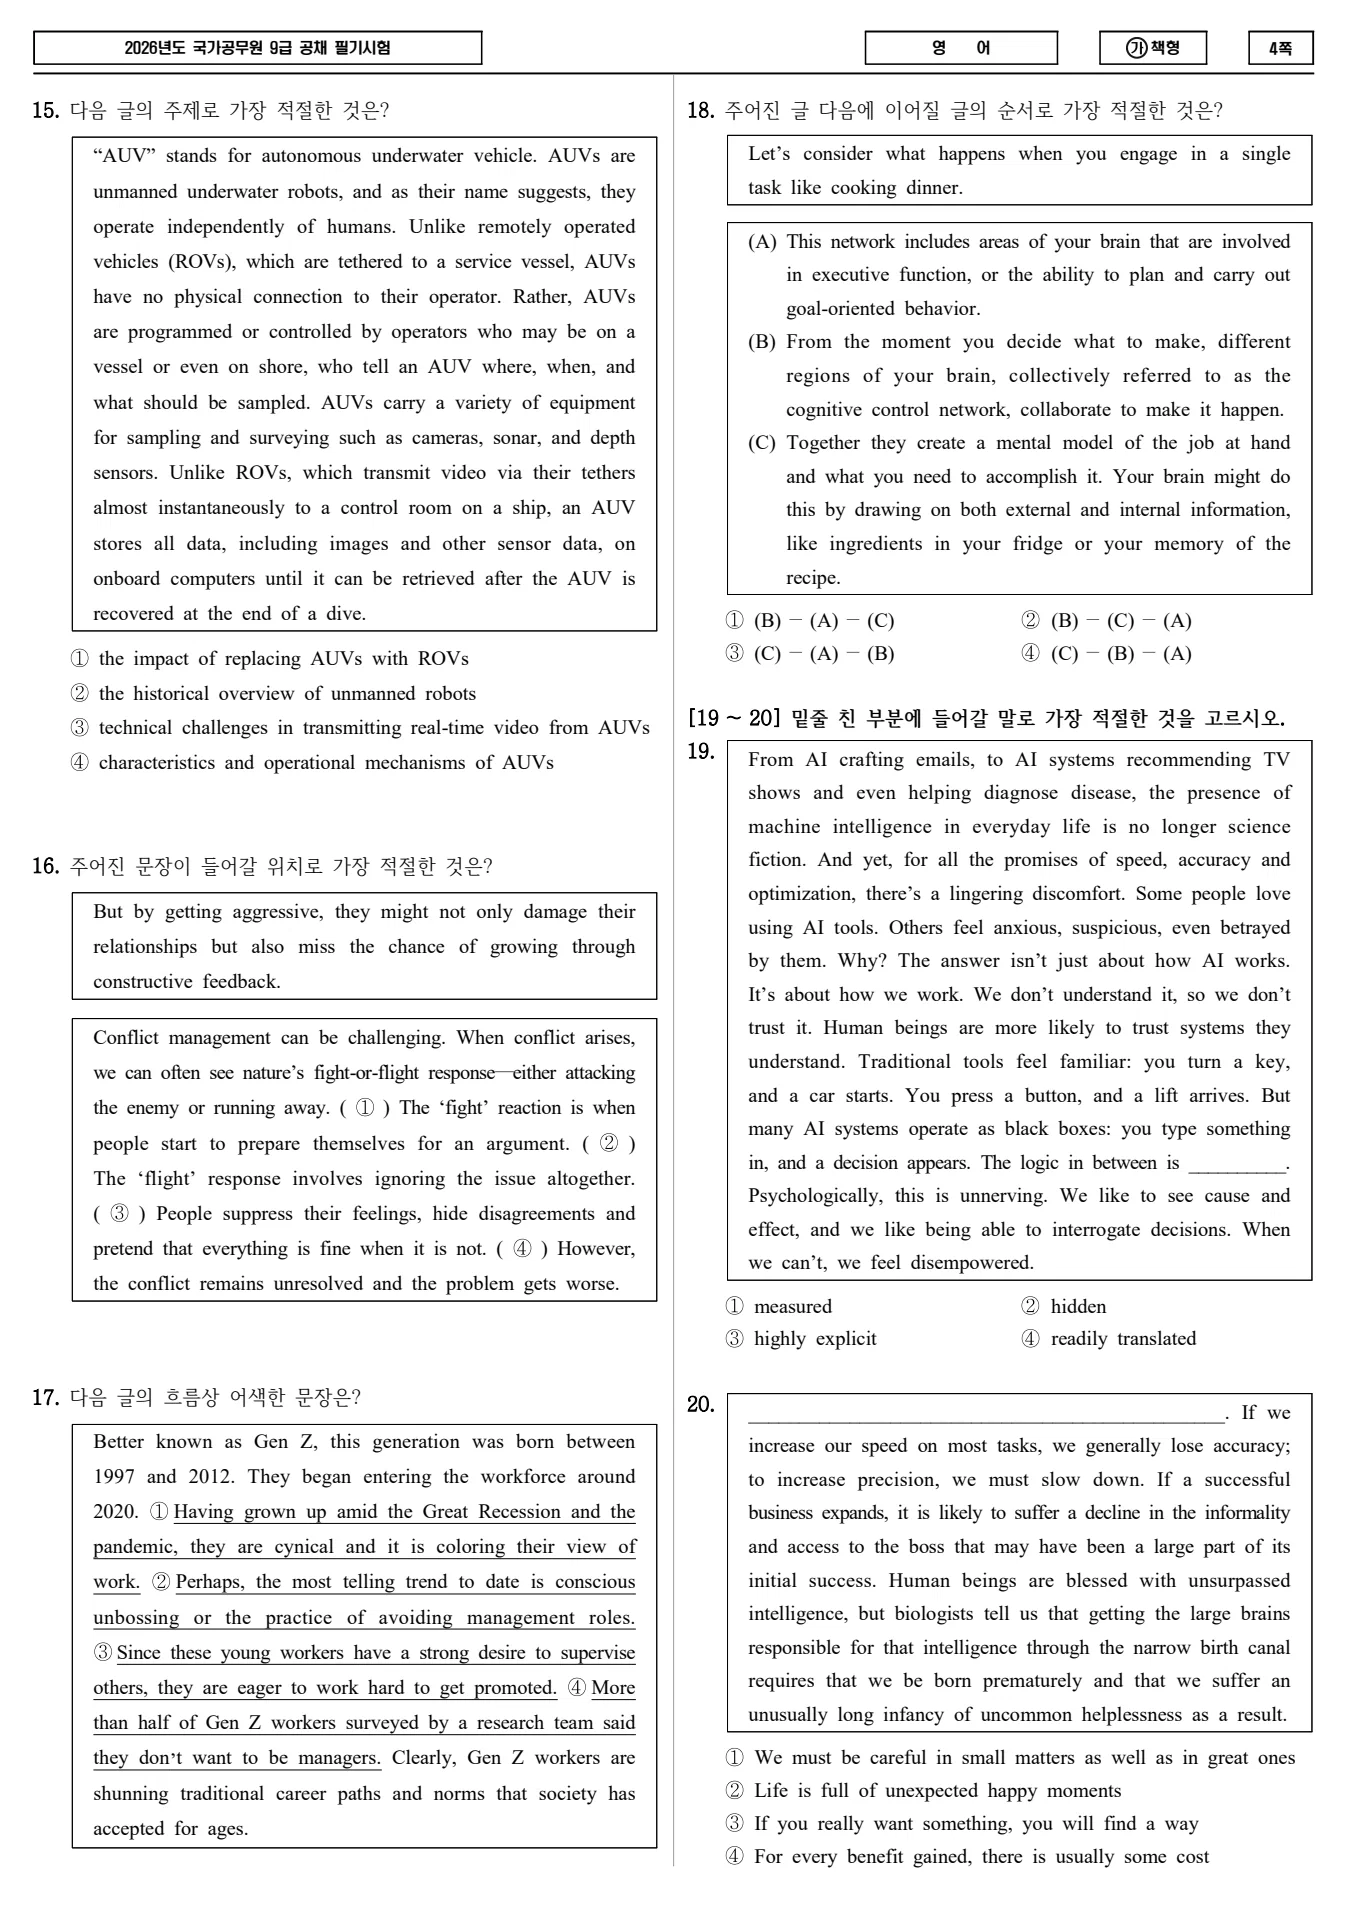 2026년도 국가공무원 9급 공채 필기시험
영 어
㉮책형
4쪽
15. 다음 글의 주제로 가장 적절한 것은?
“AUV” stands for autonomous underwater vehicle. AUVs are
unmanned underwater robots, and as their name suggests, they
operate independently of humans. Unlike remotely operated
vehicles (ROVs), which are tethered to a service vessel, AUVs
have no physical connection to their operator. Rather, AUVs
are programmed or controlled by operators who may be on a
vessel or even on shore, who tell an AUV where, when, and
what should be sampled. AUVs carry a variety of equipment
for sampling and surveying such as cameras, sonar, and depth
sensors. Unlike ROVs, which transmit video via their tethers
almost instantaneously to a control room on a ship, an AUV
stores all data, including images and other sensor data, on
onboard computers until it can be retrieved after the AUV is
recovered at the end of a dive.
① the impact of replacing AUVs with ROVs
② the historical overview of unmanned robots
③ technical challenges in transmitting real-time video from AUVs
④ characteristics and operational mechanisms of AUVs
16. 주어진 문장이 들어갈 위치로 가장 적절한 것은?
But by getting aggressive, they might not only damage their
relationships but also miss the chance of growing through
constructive feedback.
Conflict management can be challenging. When conflict arises,
we can often see nature’s fight-or-flight response—either attacking
the enemy or running away. ( ① ) The ‘fight’ reaction is when
people start to prepare themselves for an argument. ( ② )
The ‘flight’ response involves ignoring the issue altogether.
( ③ ) People suppress their feelings, hide disagreements and
pretend that everything is fine when it is not. ( ④ ) However,
the conflict remains unresolved and the problem gets worse.
17. 다음 글의 흐름상 어색한 문장은?
Better known as Gen Z, this generation was born between
1997 and 2012. They began entering the workforce around
2020. ① Having grown up amid the Great Recession and the
pandemic, they are cynical and it is coloring their view of
work. ② Perhaps, the most telling trend to date is conscious
unbossing or the practice of avoiding management roles.
③ Since these young workers have a strong desire to supervise
others, they are eager to work hard to get promoted. ④ More
than half of Gen Z workers surveyed by a research team said
they don’t want to be managers. Clearly, Gen Z workers are
shunning traditional career paths and norms that society has
accepted for ages.
18. 주어진 글 다음에 이어질 글의 순서로 가장 적절한 것은?
Let’s consider what happens when you engage in a single
task like cooking dinner.
(A) This network includes areas of your brain that are involved
in executive function, or the ability to plan and carry out
goal-oriented behavior.
(B) From the moment you decide what to make, different
regions of your brain, collectively referred to as the
cognitive control network, collaborate to make it happen.
(C) Together they create a mental model of the job at hand
and what you need to accomplish it. Your brain might do
this by drawing on both external and internal information,
like ingredients in your fridge or your memory of the
recipe.
① (B) － (A) － (C)
② (B) － (C) － (A)
③ (C) － (A) － (B)
④ (C) － (B) － (A)
[19 ~ 20] 밑줄 친 부분에 들어갈 말로 가장 적절한 것을 고르시오.
19.
From AI crafting emails, to AI systems recommending TV
shows and even helping diagnose disease, the presence of
machine intelligence in everyday life is no longer science
fiction. And yet, for all the promises of speed, accuracy and
optimization, there’s a lingering discomfort. Some people love
using AI tools. Others feel anxious, suspicious, even betrayed
by them. Why? The answer isn’t just about how AI works.
It’s about how we work. We don’t understand it, so we don’t
trust it. Human beings are more likely to trust systems they
understand. Traditional tools feel familiar: you turn a key,
and a car starts. You press a button, and a lift arrives. But
many AI systems operate as black boxes: you type something
in, and a decision appears. The logic in between is __________.
Psychologically, this is unnerving. We like to see cause and
effect, and we like being able to interrogate decisions. When
we can’t, we feel disempowered.
① measured
② hidden
③ highly explicit
④ readily translated
20.
________________________________________________. If we
increase our speed on most tasks, we generally lose accuracy;
to increase precision, we must slow down. If a successful
business expands, it is likely to suffer a decline in the informality
and access to the boss that may have been a large part of its
initial success. Human beings are blessed with unsurpassed
intelligence, but biologists tell us that getting the large brains
responsible for that intelligence through the narrow birth canal
requires that we be born prematurely and that we suffer an
unusually long infancy of uncommon helplessness as a result.
① We must be careful in small matters as well as in great ones
② Life is full of unexpected happy moments
③ If you really want something, you will find a way
④ For every benefit gained, there is usually some cost